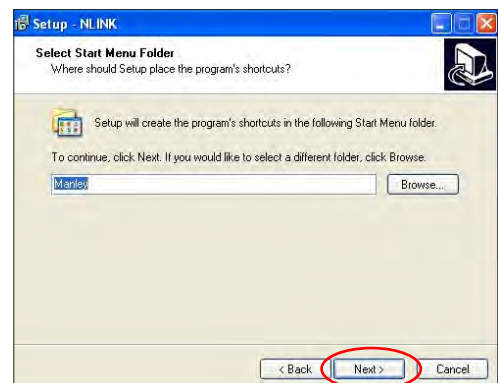 Setup - NLINK
Select Start Menu Folder
Where should Setup place the program's shortcuts?
Setup will create the program's shortcuts in the following Start Menu folder.
To continue, click Next. If you would like to select a different folder, click Browse.
Manley
Browse...
< Back
Next >
Cancel